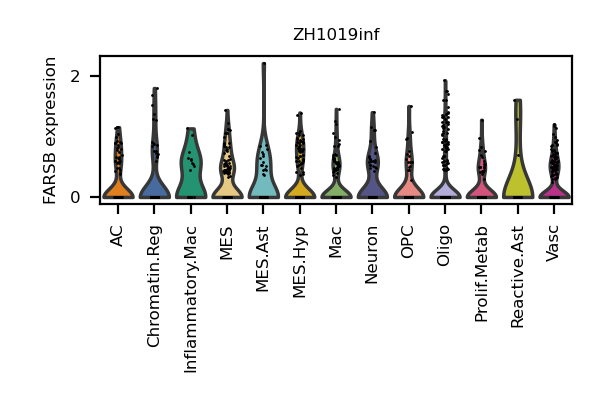 ZH1019inf
FARSB expression
2
0
AC
Chromatin.Reg
Inflammatory.Mac
MES
MES.Ast
MES.Hyp
Mac
Neuron
OPC
Oligo
Prolif.Metab
Reactive.Ast
Vasc